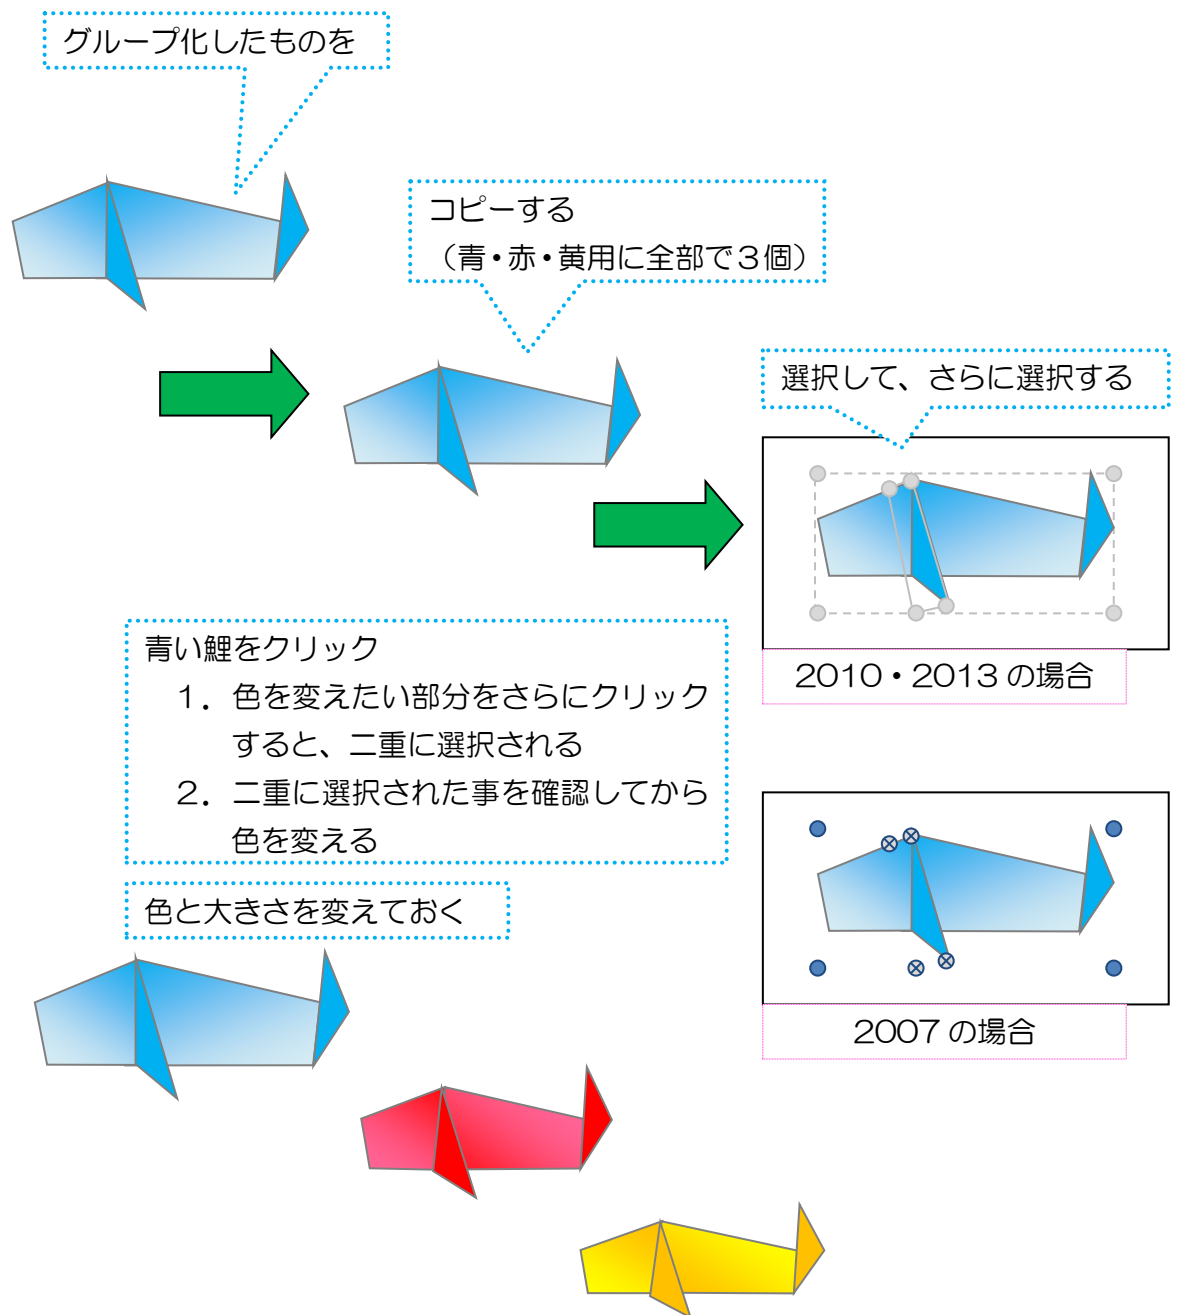 グループ化したものを
コピーする
（青・赤・黄用に全部で３個）
選択して、さらに選択する
2010・2013 の場合
青い鯉をクリック
１．色を変えたい部分をさらにクリック
すると、二重に選択される
２．二重に選択された事を確認してから
色を変える
2007 の場合
色と大きさを変えておく